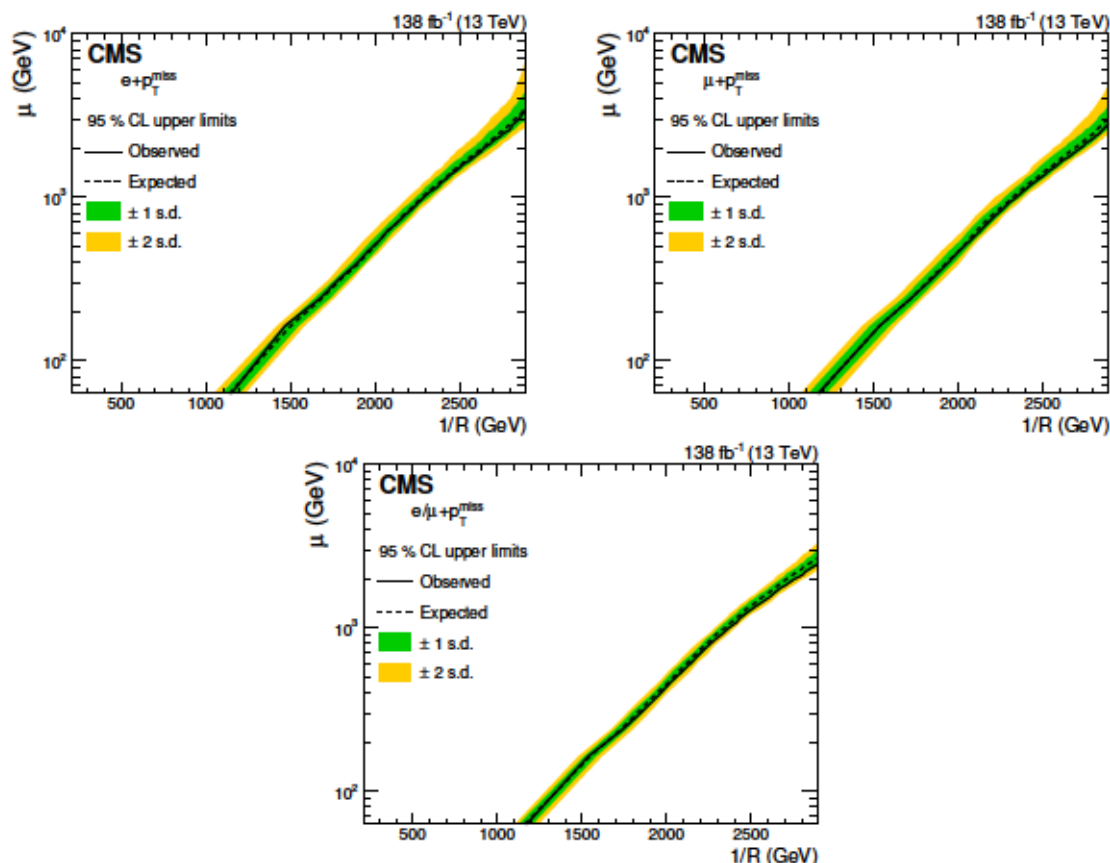 138 fb⁻¹ (13 TeV)
μ (GeV)
10⁴
10³
10²
CMS
e+p_T^miss
95 % CL upper limits
Observed
Expected
± 1 s.d.
± 2 s.d.
500 1000 1500 2000 2500
1/R (GeV)
138 fb⁻¹ (13 TeV)
μ (GeV)
10⁴
10³
10²
CMS
μ+p_T^miss
95 % CL upper limits
Observed
Expected
± 1 s.d.
± 2 s.d.
500 1000 1500 2000 2500
1/R (GeV)
138 fb⁻¹ (13 TeV)
μ (GeV)
10⁴
10³
10²
CMS
e/μ+p_T^miss
95 % CL upper limits
Observed
Expected
± 1 s.d.
± 2 s.d.
500 1000 1500 2000 2500
1/R (GeV)